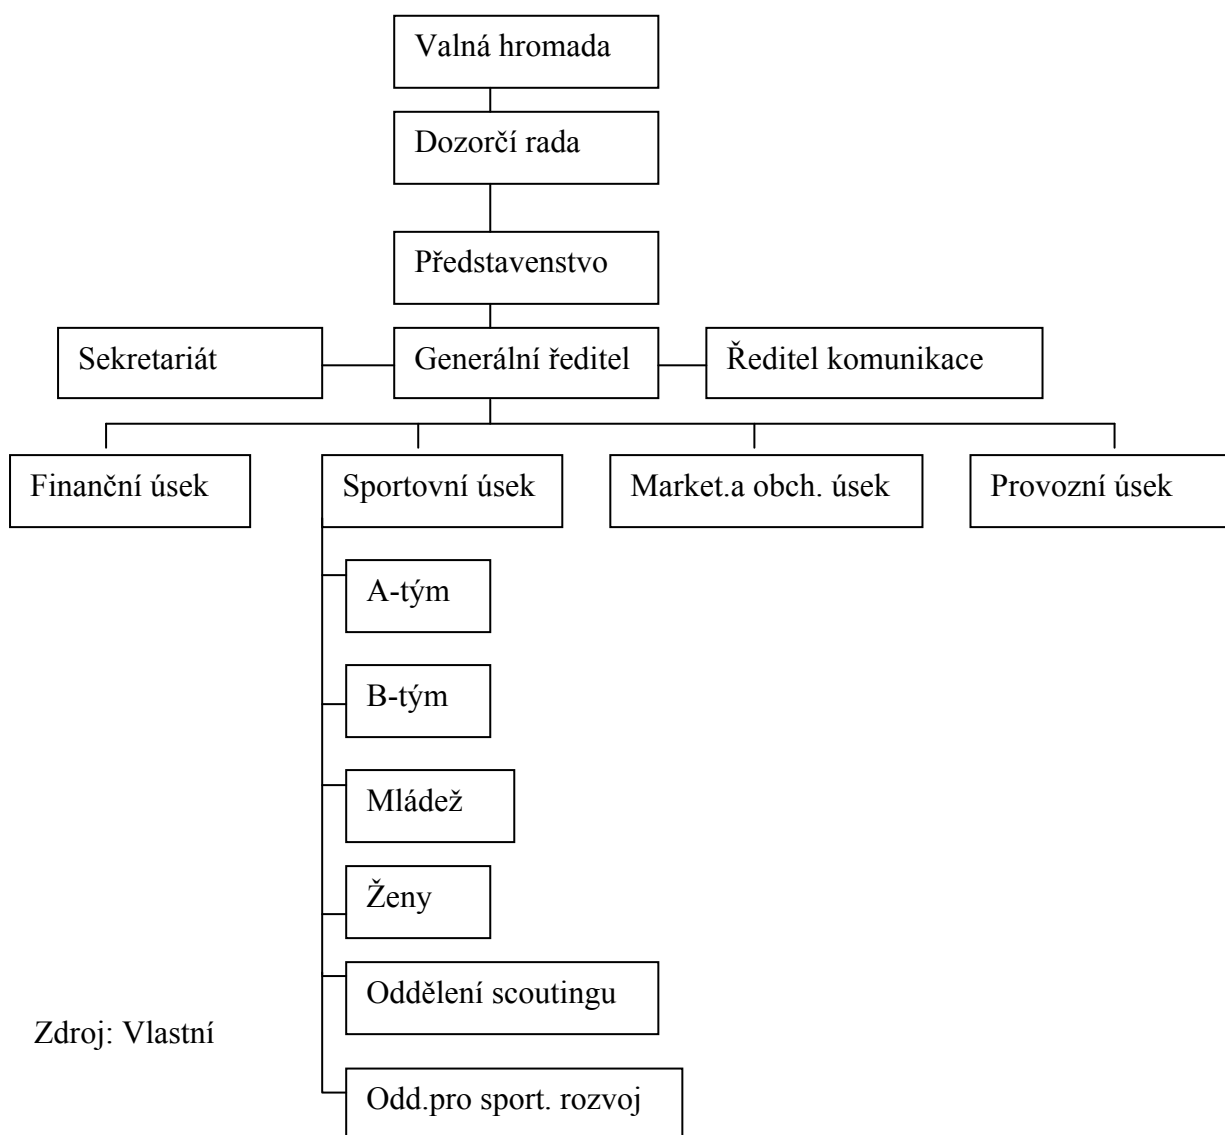 Valná hromada
Dozorčí rada
Představenstvo
Sekretariát
Generální ředitel
Ředitel komunikace
Finanční úsek
Sportovní úsek
Market.a obch. úsek
Provozní úsek
A-tým
B-tým
Mládež
Ženy
Oddělení scoutingu
Zdroj: Vlastní
Odd.pro sport. rozvoj